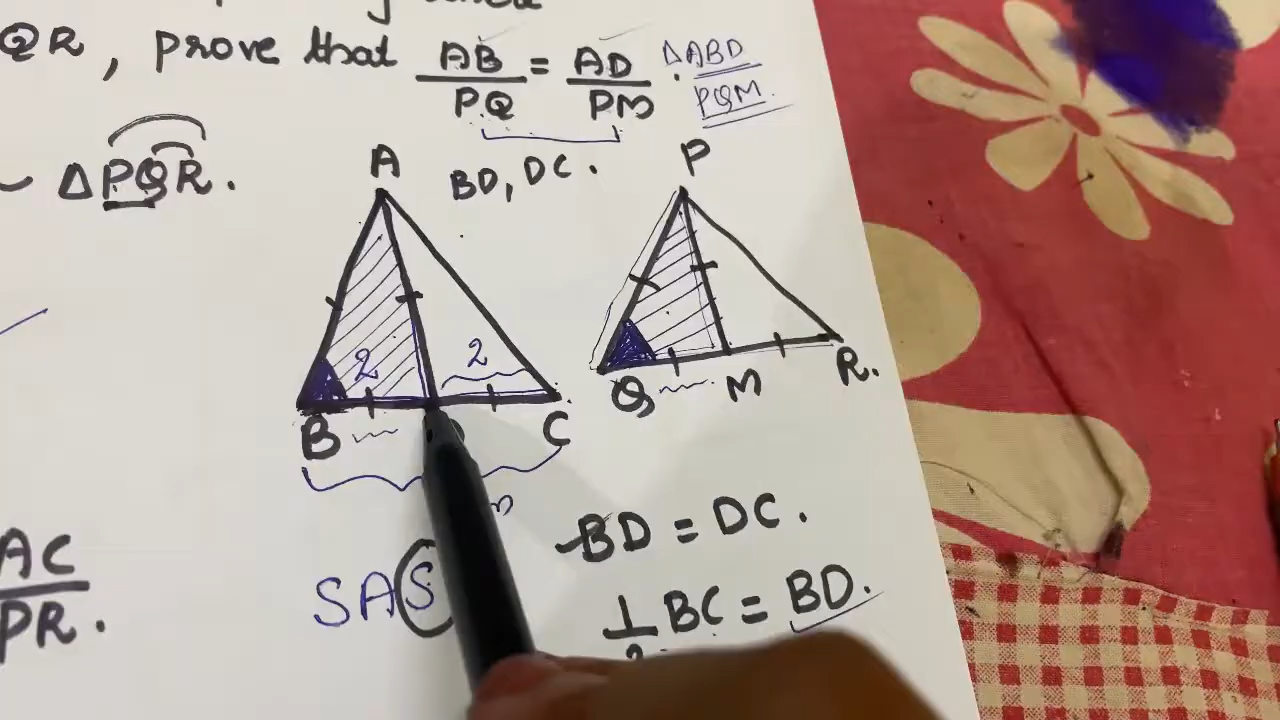 QR, prove that AB/PQ = AD/PM .
ΔABD
PQM.
~ ΔPQR.
BD, DC.
A
P
2
2
B
C
Q
M
R.
BD = DC.
AC/PR.
SAS
1/2 BC = BD.